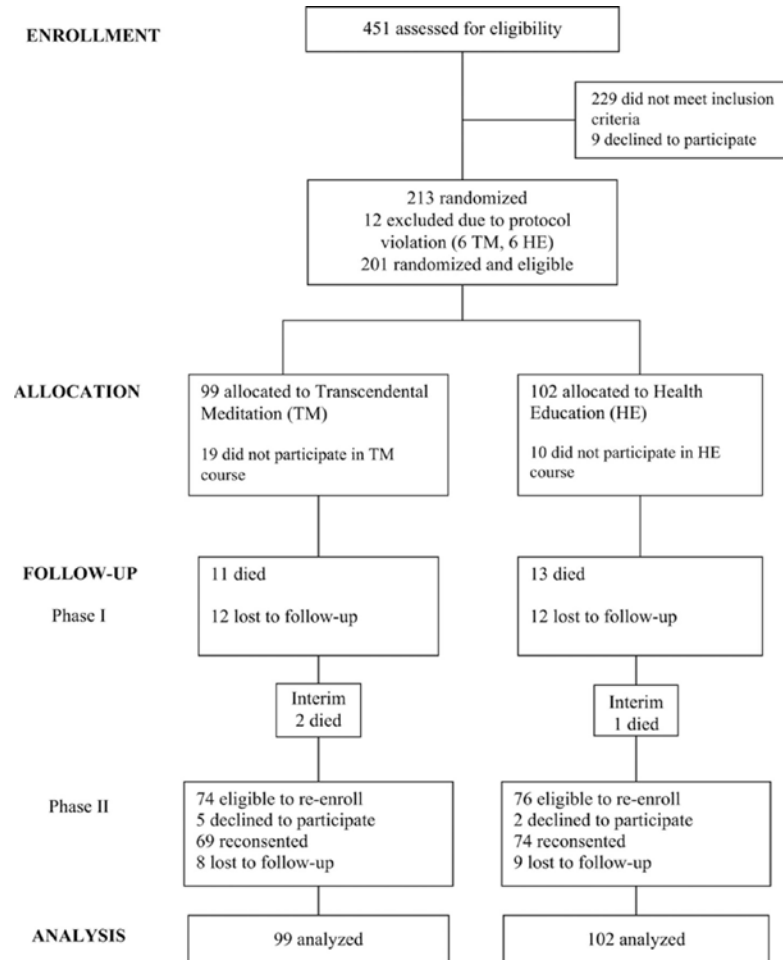 ENROLLMENT
451 assessed for eligibility
229 did not meet inclusion
criteria
9 declined to participate
213 randomized
12 excluded due to protocol
violation (6 TM, 6 HE)
201 randomized and eligible
ALLOCATION
99 allocated to Transcendental
Meditation (TM)
19 did not participate in TM
course
102 allocated to Health
Education (HE)
10 did not participate in HE
course
FOLLOW-UP
Phase I
11 died
12 lost to follow-up
13 died
12 lost to follow-up
Interim
2 died
Interim
1 died
Phase II
74 eligible to re-enroll
5 declined to participate
69 reconsented
8 lost to follow-up
76 eligible to re-enroll
2 declined to participate
74 reconsented
9 lost to follow-up
ANALYSIS
99 analyzed
102 analyzed